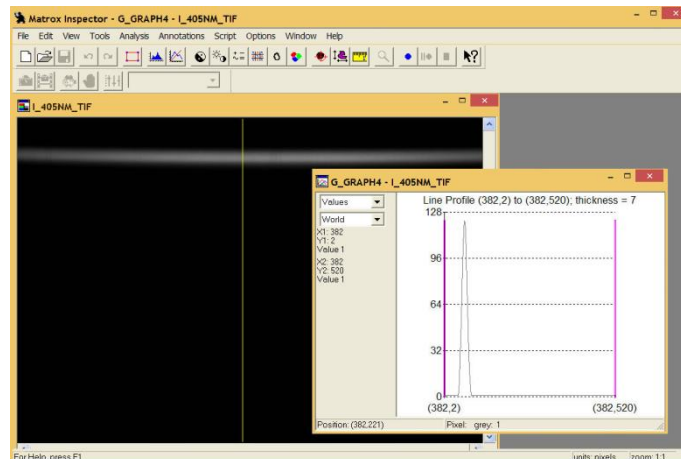 Matrox Inspector - G_GRAPH4 - I_405NM_TIF
File Edit View Tools Analysis Annotations Script Options Window Help
I_405NM_TIF
G_GRAPH4 - I_405NM_TIF
Values
World
X1: 382
Y1: 2
Value 1
X2: 382
Y2: 520
Value 1
Line Profile (382,2) to (382,520); thickness = 7
128
96
64
32
0
(382,2) (382,520)
Position: (382,221) Pixel: grey: 1
For Help, press F1 units: pixels zoom: 1:1